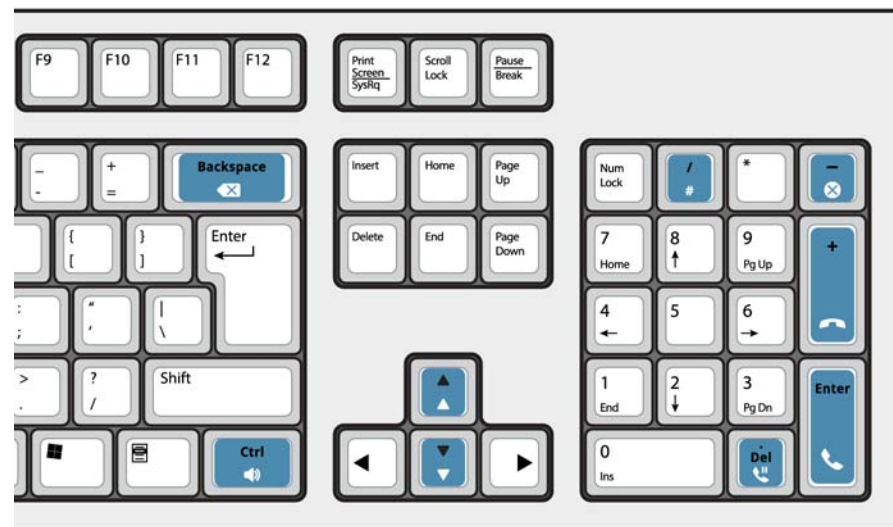 F9 F10 F11 F12 Print Scroll Pause
Screen Lock Break
SysRq
_ + Backspace Insert Home Page Num / * –
- = Up Lock #
{ } Enter Delete End Page 7 8 9 +
[ ] Down Home Pg Up
: " | 4 5 6
; ' \
> ? Shift 1 2 3 Enter
. / End Pg Dn
Ctrl 0 .
Ins Del